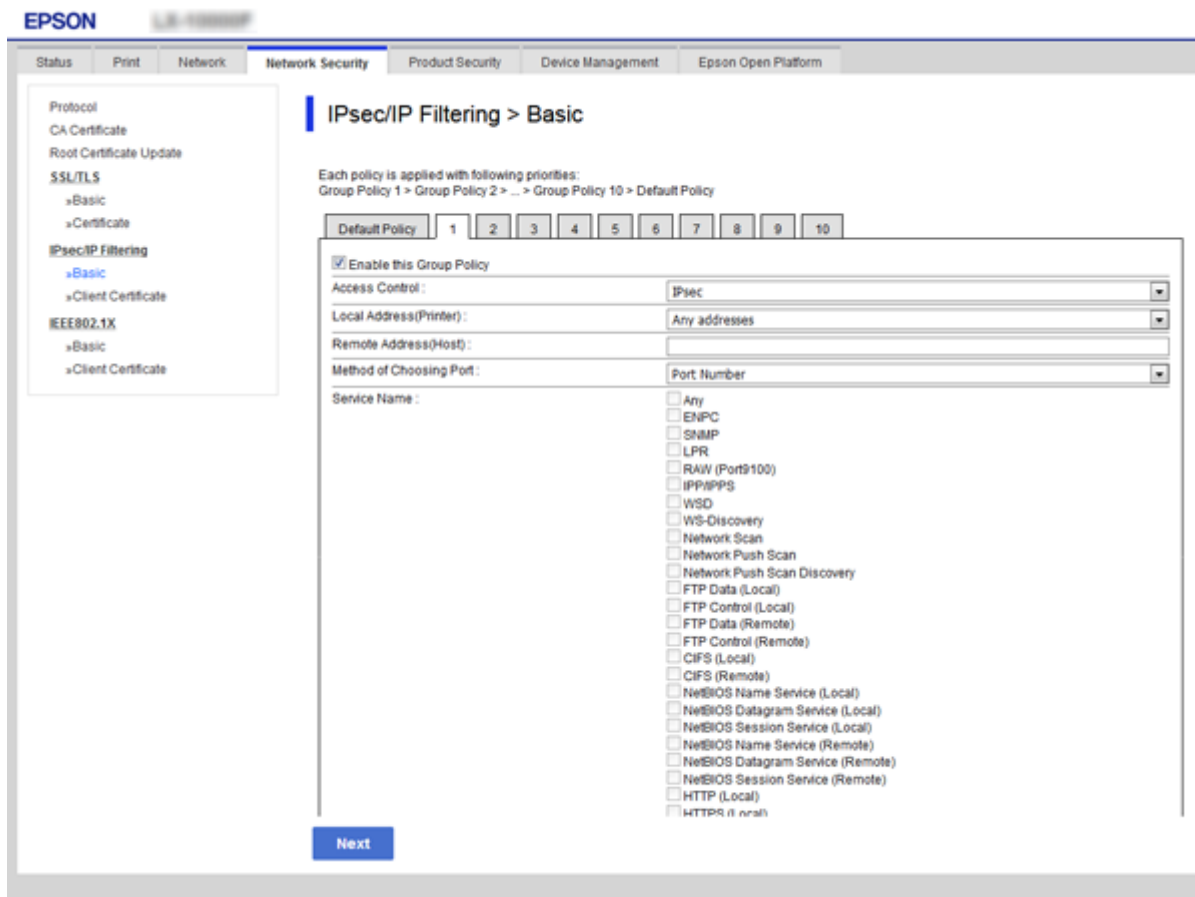 EPSON
Status Print Network Network Security Product Security Device Management Epson Open Platform
Protocol
CA Certificate
Root Certificate Update
SSL/TLS
»Basic
»Certificate
IPsec/IP Filtering
»Basic
»Client Certificate
IEEE802.1X
»Basic
»Client Certificate
IPsec/IP Filtering > Basic
Each policy is applied with following priorities:
Group Policy 1 > Group Policy 2 > ... > Group Policy 10 > Default Policy
Default Policy 1 2 3 4 5 6 7 8 9 10
Enable this Group Policy
Access Control : IPsec
Local Address(Printer) : Any addresses
Remote Address(Host) :
Method of Choosing Port : Port Number
Service Name : Any
ENPC
SNMP
LPR
RAW (Port9100)
IPP/IPPS
WSD
WS-Discovery
Network Scan
Network Push Scan
Network Push Scan Discovery
FTP Data (Local)
FTP Control (Local)
FTP Data (Remote)
FTP Control (Remote)
CIFS (Local)
CIFS (Remote)
NetBIOS Name Service (Local)
NetBIOS Datagram Service (Local)
NetBIOS Session Service (Local)
NetBIOS Name Service (Remote)
NetBIOS Datagram Service (Remote)
NetBIOS Session Service (Remote)
HTTP (Local)
HTTPS (Local)
Next